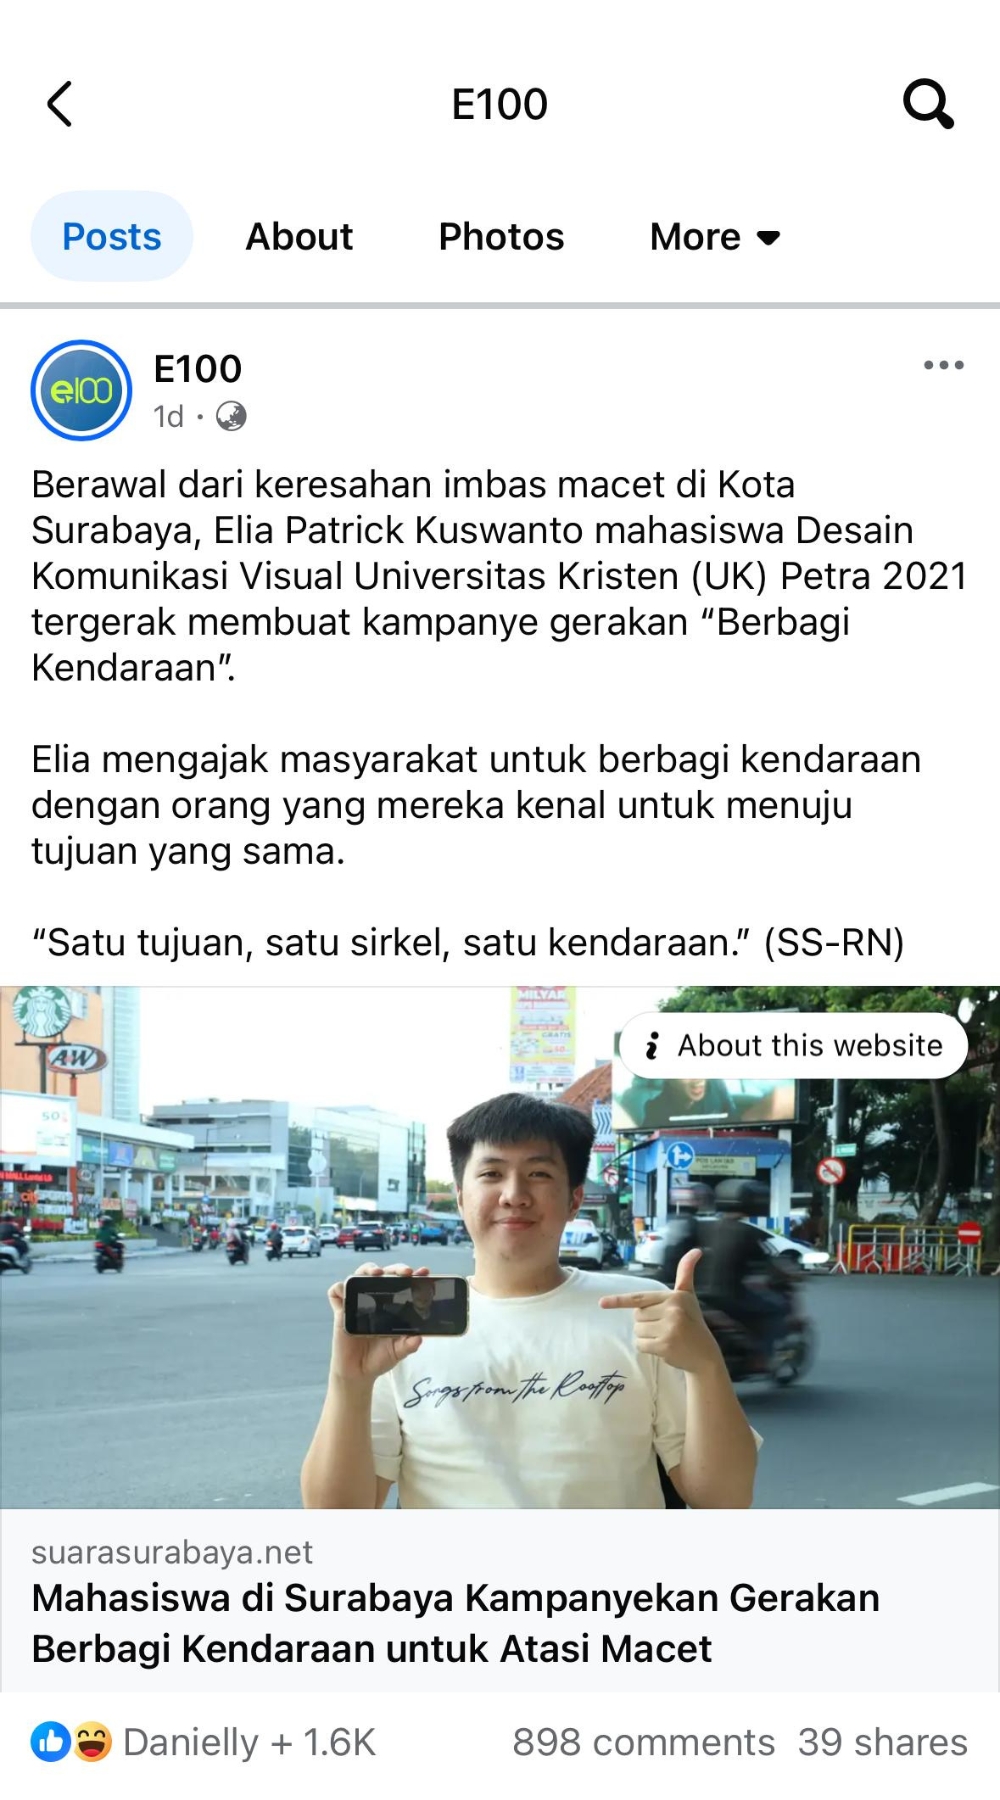 E100
Posts
About
Photos
More
e100
E100
1d
Berawal dari keresahan imbas macet di Kota
Surabaya, Elia Patrick Kuswanto mahasiswa Desain
Komunikasi Visual Universitas Kristen (UK) Petra 2021
tergerak membuat kampanye gerakan “Berbagi
Kendaraan”.
Elia mengajak masyarakat untuk berbagi kendaraan
dengan orang yang mereka kenal untuk menuju
tujuan yang sama.
“Satu tujuan, satu sirkel, satu kendaraan.” (SS-RN)
MILYAR
About this website
AW
Songs from the Rooftop
suarasurabaya.net
Mahasiswa di Surabaya Kampanyekan Gerakan
Berbagi Kendaraan untuk Atasi Macet
Danielly + 1.6K
898 comments 39 shares